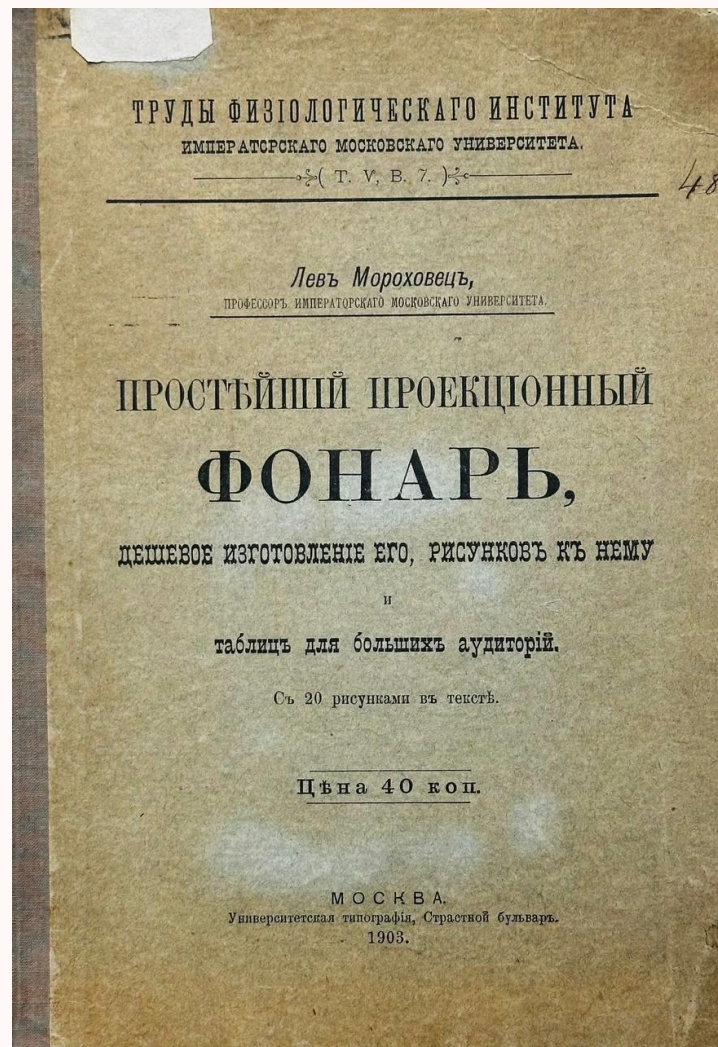 ТРУДЫ ФИЗІОЛОГИЧЕСКАГО ИНСТИТУТА
ИМПЕРАТОРСКАГО МОСКОВСКАГО УНИВЕРСИТЕТА.
( Т. V, В. 7. )
48
Левъ Мороховецъ,
ПРОФЕССОРЪ ИМПЕРАТОРСКАГО МОСКОВСКАГО УНИВЕРСИТЕТА.
ПРОСТѢЙШІЙ ПРОЕКЦІОННЫЙ
ФОНАРЬ,
ДЕШЕВОЕ ИЗГОТОВЛЕНІЕ ЕГО, РИСУНКОВЪ КЪ НЕМУ
и
таблицъ для большихъ аудиторій.
Съ 20 рисунками въ текстѣ.
Цѣна 40 коп.
МОСКВА.
Университетская типографія, Страстной бульваръ.
1903.